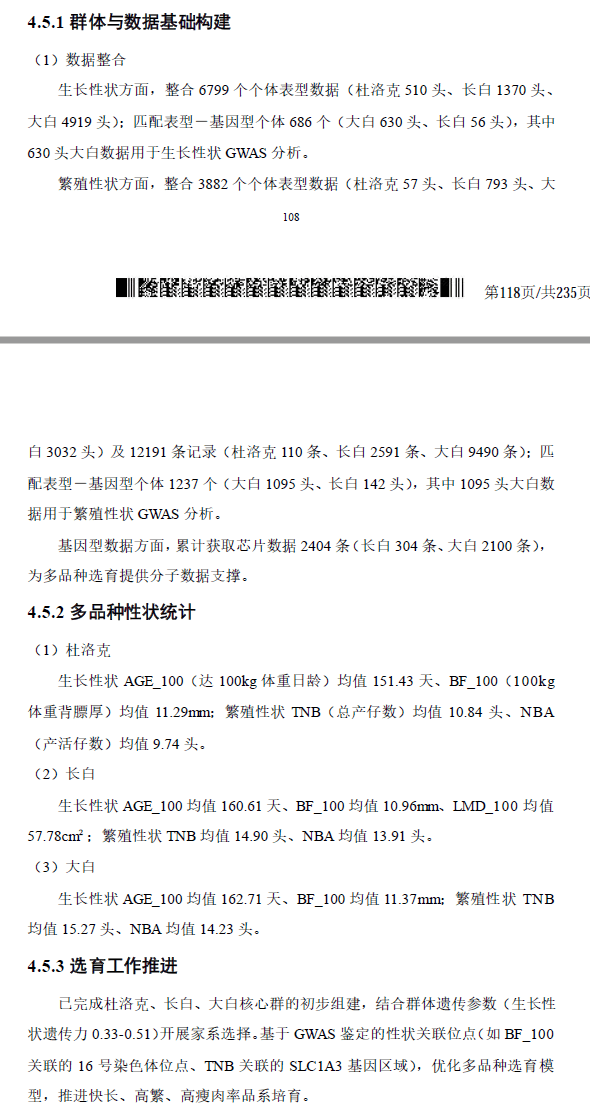 4.5.1 群体与数据基础构建
（1）数据整合
生长性状方面，整合 6799 个个体表型数据（杜洛克 510 头、长白 1370 头、
大白 4919 头）；匹配表型－基因型个体 686 个（大白 630 头、长白 56 头），其中
630 头大白数据用于生长性状 GWAS 分析。
繁殖性状方面，整合 3882 个个体表型数据（杜洛克 57 头、长白 793 头、大
108
第118页/共235页
白 3032 头）及 12191 条记录（杜洛克 110 条、长白 2591 条、大白 9490 条）；匹
配表型－基因型个体 1237 个（大白 1095 头、长白 142 头），其中 1095 头大白数
据用于繁殖性状 GWAS 分析。
基因型数据方面，累计获取芯片数据 2404 条（长白 304 条、大白 2100 条），
为多品种选育提供分子数据支撑。
4.5.2 多品种性状统计
（1）杜洛克
生长性状 AGE_100（达 100kg 体重日龄）均值 151.43 天、BF_100（100kg
体重背膘厚）均值 11.29mm；繁殖性状 TNB（总产仔数）均值 10.84 头、NBA
（产活仔数）均值 9.74 头。
（2）长白
生长性状 AGE_100 均值 160.61 天、BF_100 均值 10.96mm、LMD_100 均值
57.78cm²；繁殖性状 TNB 均值 14.90 头、NBA 均值 13.91 头。
（3）大白
生长性状 AGE_100 均值 162.71 天、BF_100 均值 11.37mm；繁殖性状 TNB
均值 15.27 头、NBA 均值 14.23 头。
4.5.3 选育工作推进
已完成杜洛克、长白、大白核心群的初步组建，结合群体遗传参数（生长性
状遗传力 0.33-0.51）开展家系选择。基于 GWAS 鉴定的性状关联位点（如 BF_100
关联的 16 号染色体位点、TNB 关联的 SLC1A3 基因区域），优化多品种选育模
型，推进快长、高繁、高瘦肉率品系培育。